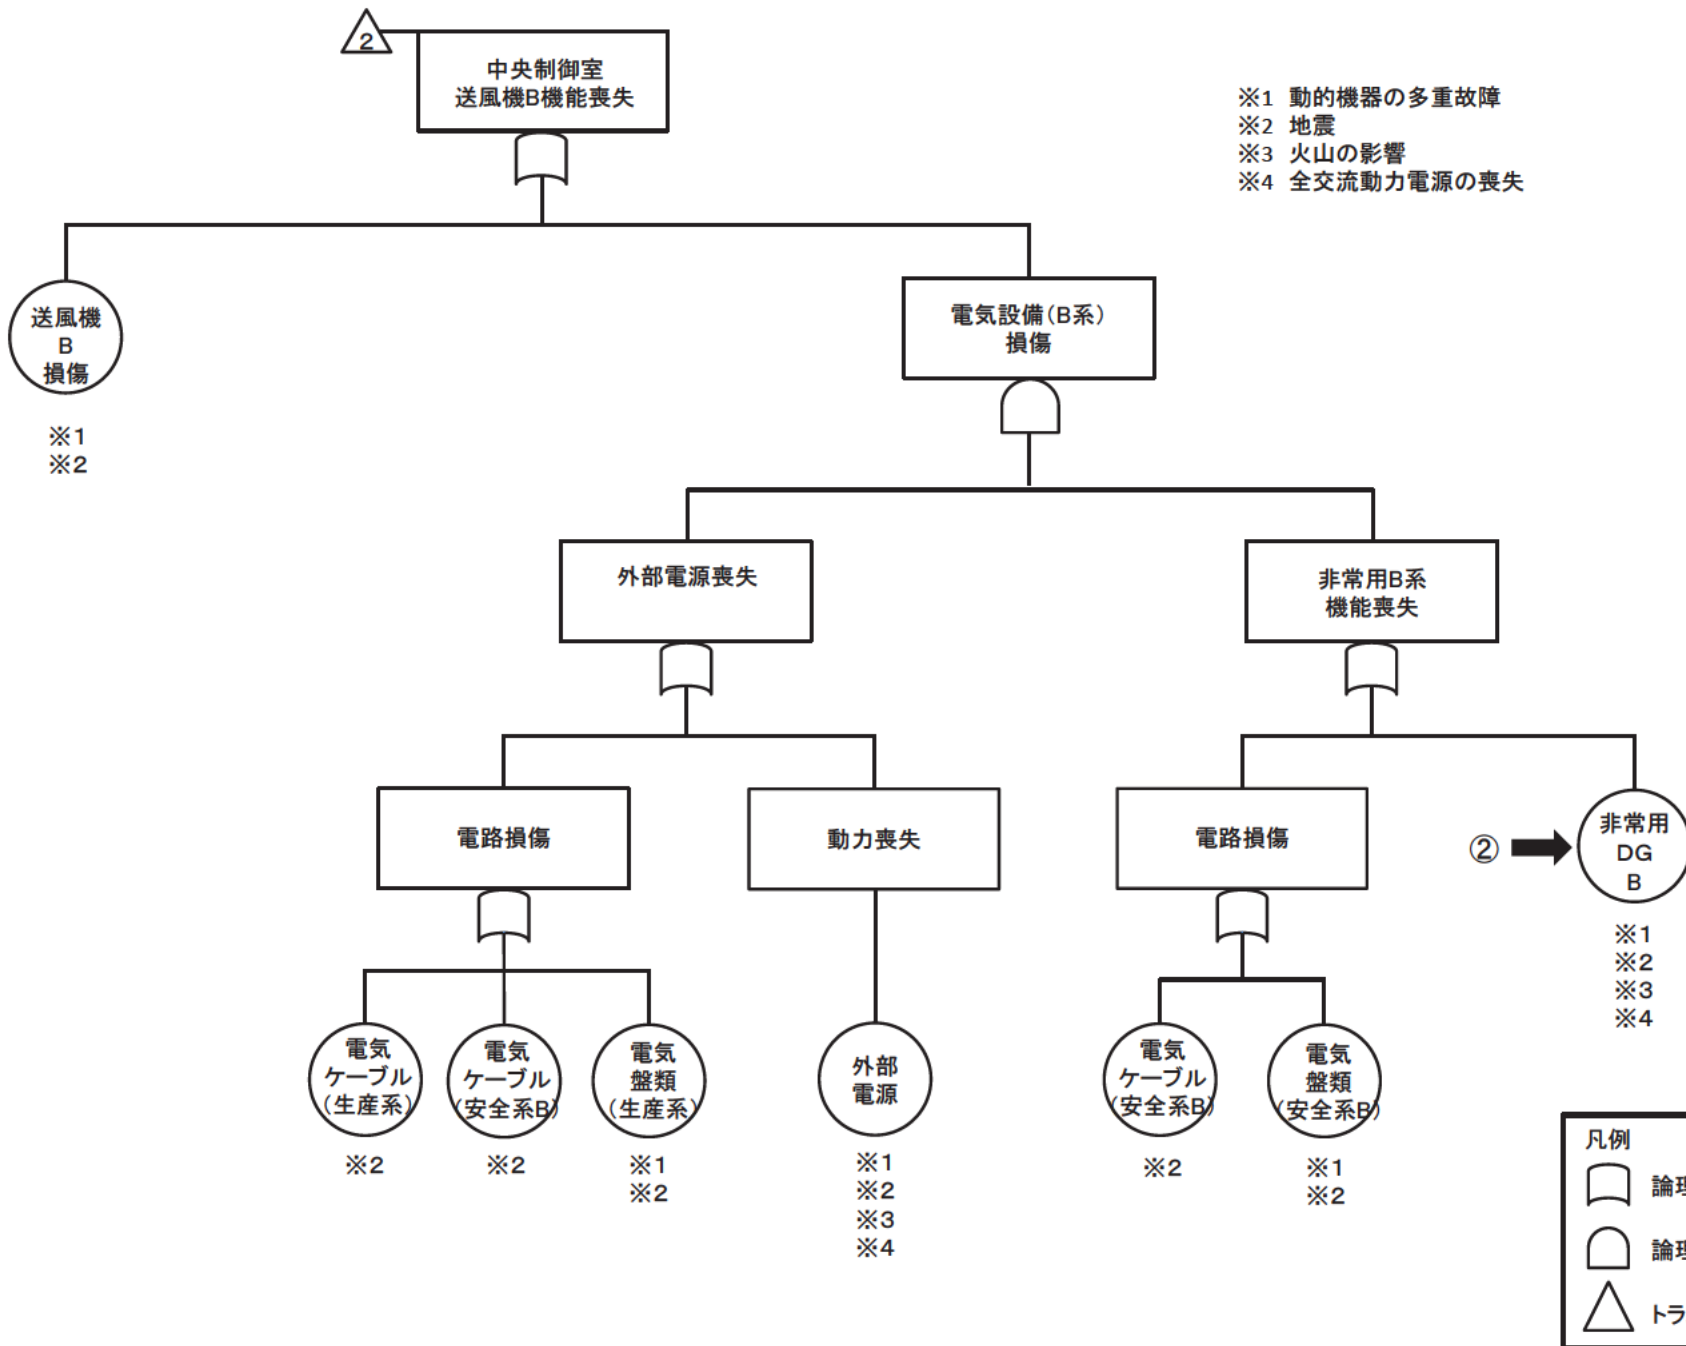 2
中央制御室
送風機B機能喪失
※1 動的機器の多重故障
※2 地震
※3 火山の影響
※4 全交流動力電源の喪失
送風機
B
損傷
※1
※2
電気設備(B系)
損傷
外部電源喪失
非常用B系
機能喪失
電路損傷
動力喪失
電路損傷
②
非常用
DG
B
※1
※2
※3
※4
電気
ケーブル
(生産系)
※2
電気
ケーブル
(安全系B)
※2
電気
盤類
(生産系)
※1
※2
外部
電源
※1
※2
※3
※4
電気
ケーブル
(安全系B)
※2
電気
盤類
(安全系B)
※1
※2
凡例
論理
論理
トラ